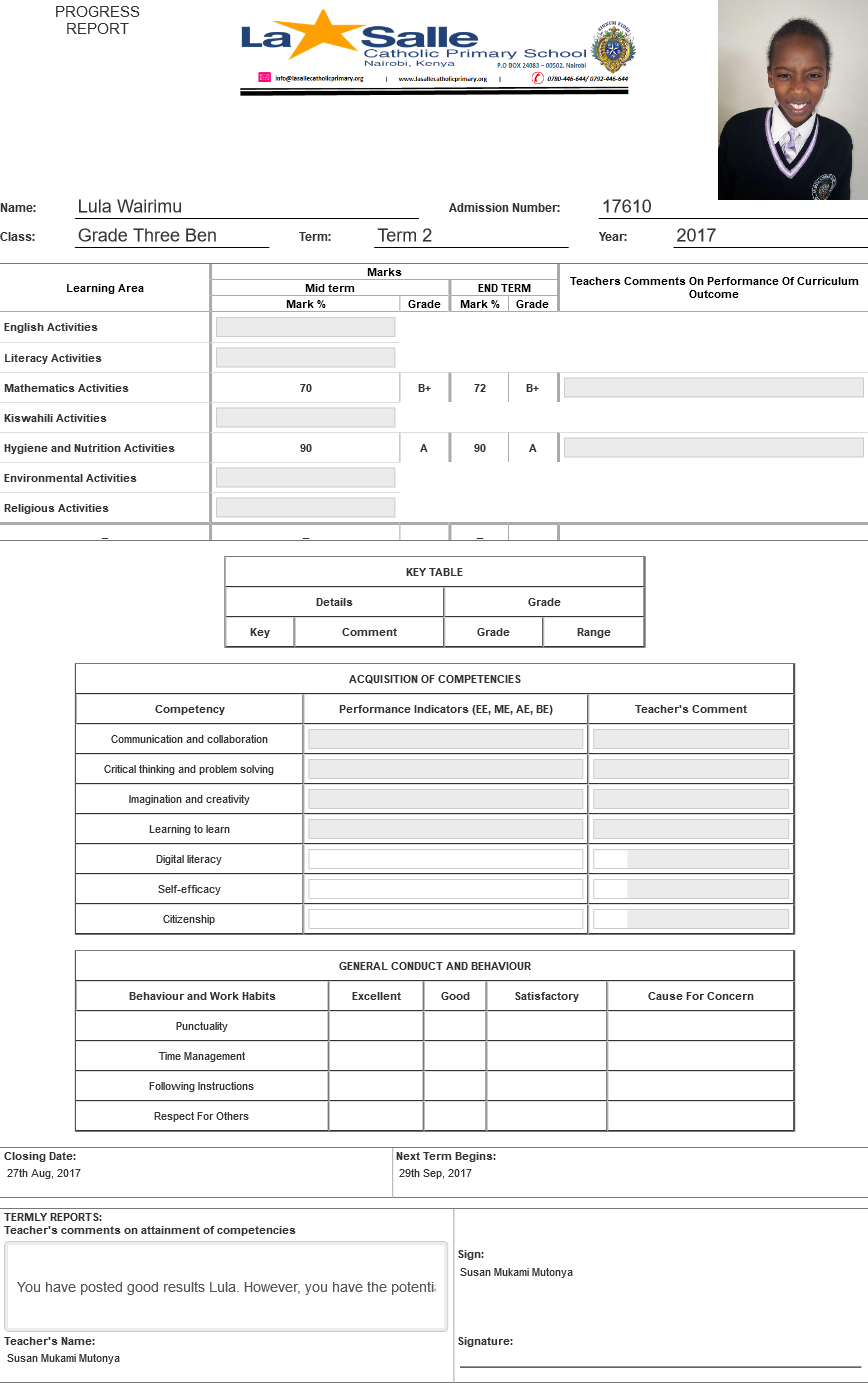 PROGRESS
REPORT
La Salle
Catholic Primary School
Nairobi, Kenya
P.O BOX 24083 – 00502, Nairobi
info@lasallecatholicprimary.org | www.lasallecatholicprimary.org | 0780-446-644/ 0792-446-644
Name: Lula Wairimu Admission Number: 17610
Class: Grade Three Ben Term: Term 2 Year: 2017
Learning Area Marks Teachers Comments On Performance Of Curriculum Outcome
Mid term END TERM
Mark % Grade Mark % Grade
English Activities
Literacy Activities
Mathematics Activities 70 B+ 72 B+
Kiswahili Activities
Hygiene and Nutrition Activities 90 A 90 A
Environmental Activities
Religious Activities
– – –
KEY TABLE
Details Grade
Key Comment Grade Range
ACQUISITION OF COMPETENCIES
Competency Performance Indicators (EE, ME, AE, BE) Teacher's Comment
Communication and collaboration
Critical thinking and problem solving
Imagination and creativity
Learning to learn
Digital literacy
Self-efficacy
Citizenship
GENERAL CONDUCT AND BEHAVIOUR
Behaviour and Work Habits Excellent Good Satisfactory Cause For Concern
Punctuality
Time Management
Following Instructions
Respect For Others
Closing Date: Next Term Begins:
27th Aug, 2017 29th Sep, 2017
TERMLY REPORTS:
Teacher's comments on attainment of competencies
You have posted good results Lula. However, you have the potenti
Sign:
Susan Mukami Mutonya
Teacher's Name: Signature:
Susan Mukami Mutonya